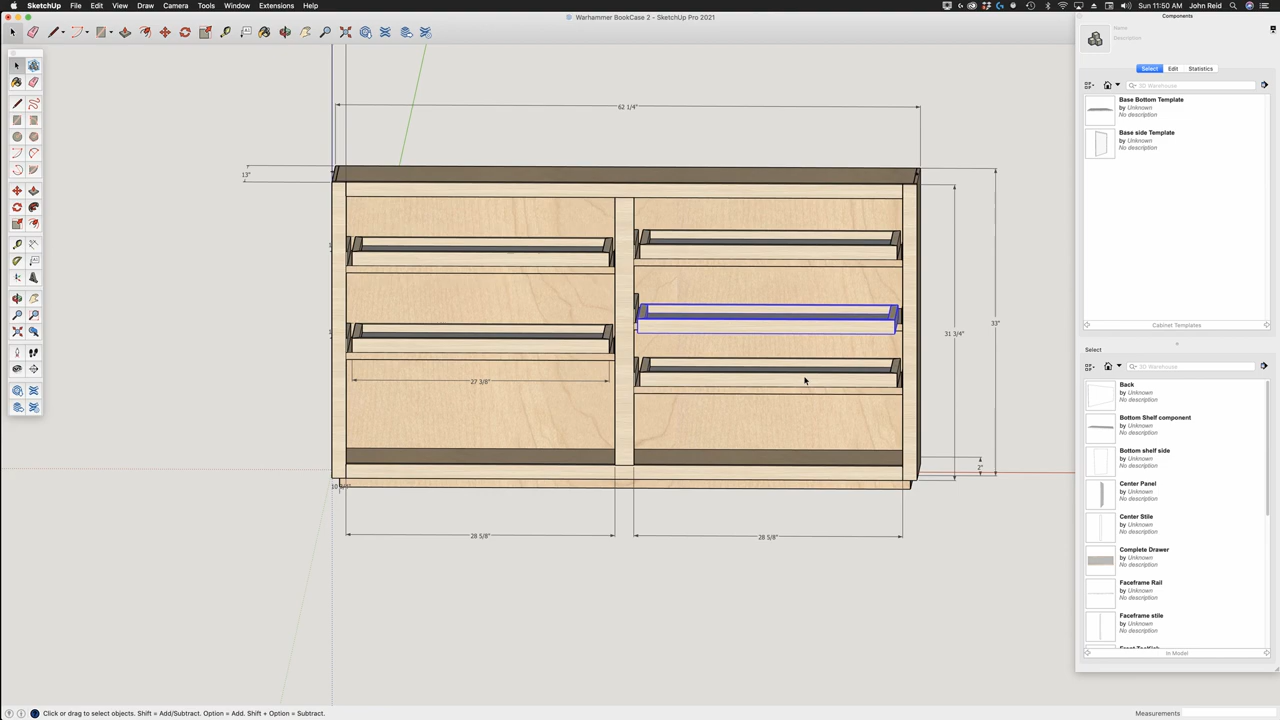 SketchUp File Edit View Draw Camera Tools Window Extensions Help
Sun 11:50 AM John Reid
Warhammer BookCase 2 - SketchUp Pro 2021
Components
Name
Description
Select Edit Statistics
3D Warehouse
Base Bottom Template
by Unknown
No description
Base side Template
by Unknown
No description
Cabinet Templates
Select
3D Warehouse
Back
by Unknown
No description
Bottom Shelf component
by Unknown
No description
Bottom shelf side
by Unknown
No description
Center Panel
by Unknown
No description
Center Stile
by Unknown
No description
Complete Drawer
by Unknown
No description
Faceframe Rail
by Unknown
No description
Faceframe stile
by Unknown
No description
In Model
62 1/4"
13"
31 3/4"
33"
27 3/8"
2"
28 5/8"
28 5/8"
Click or drag to select objects. Shift = Add/Subtract. Option = Add. Shift + Option = Subtract.
Measurements